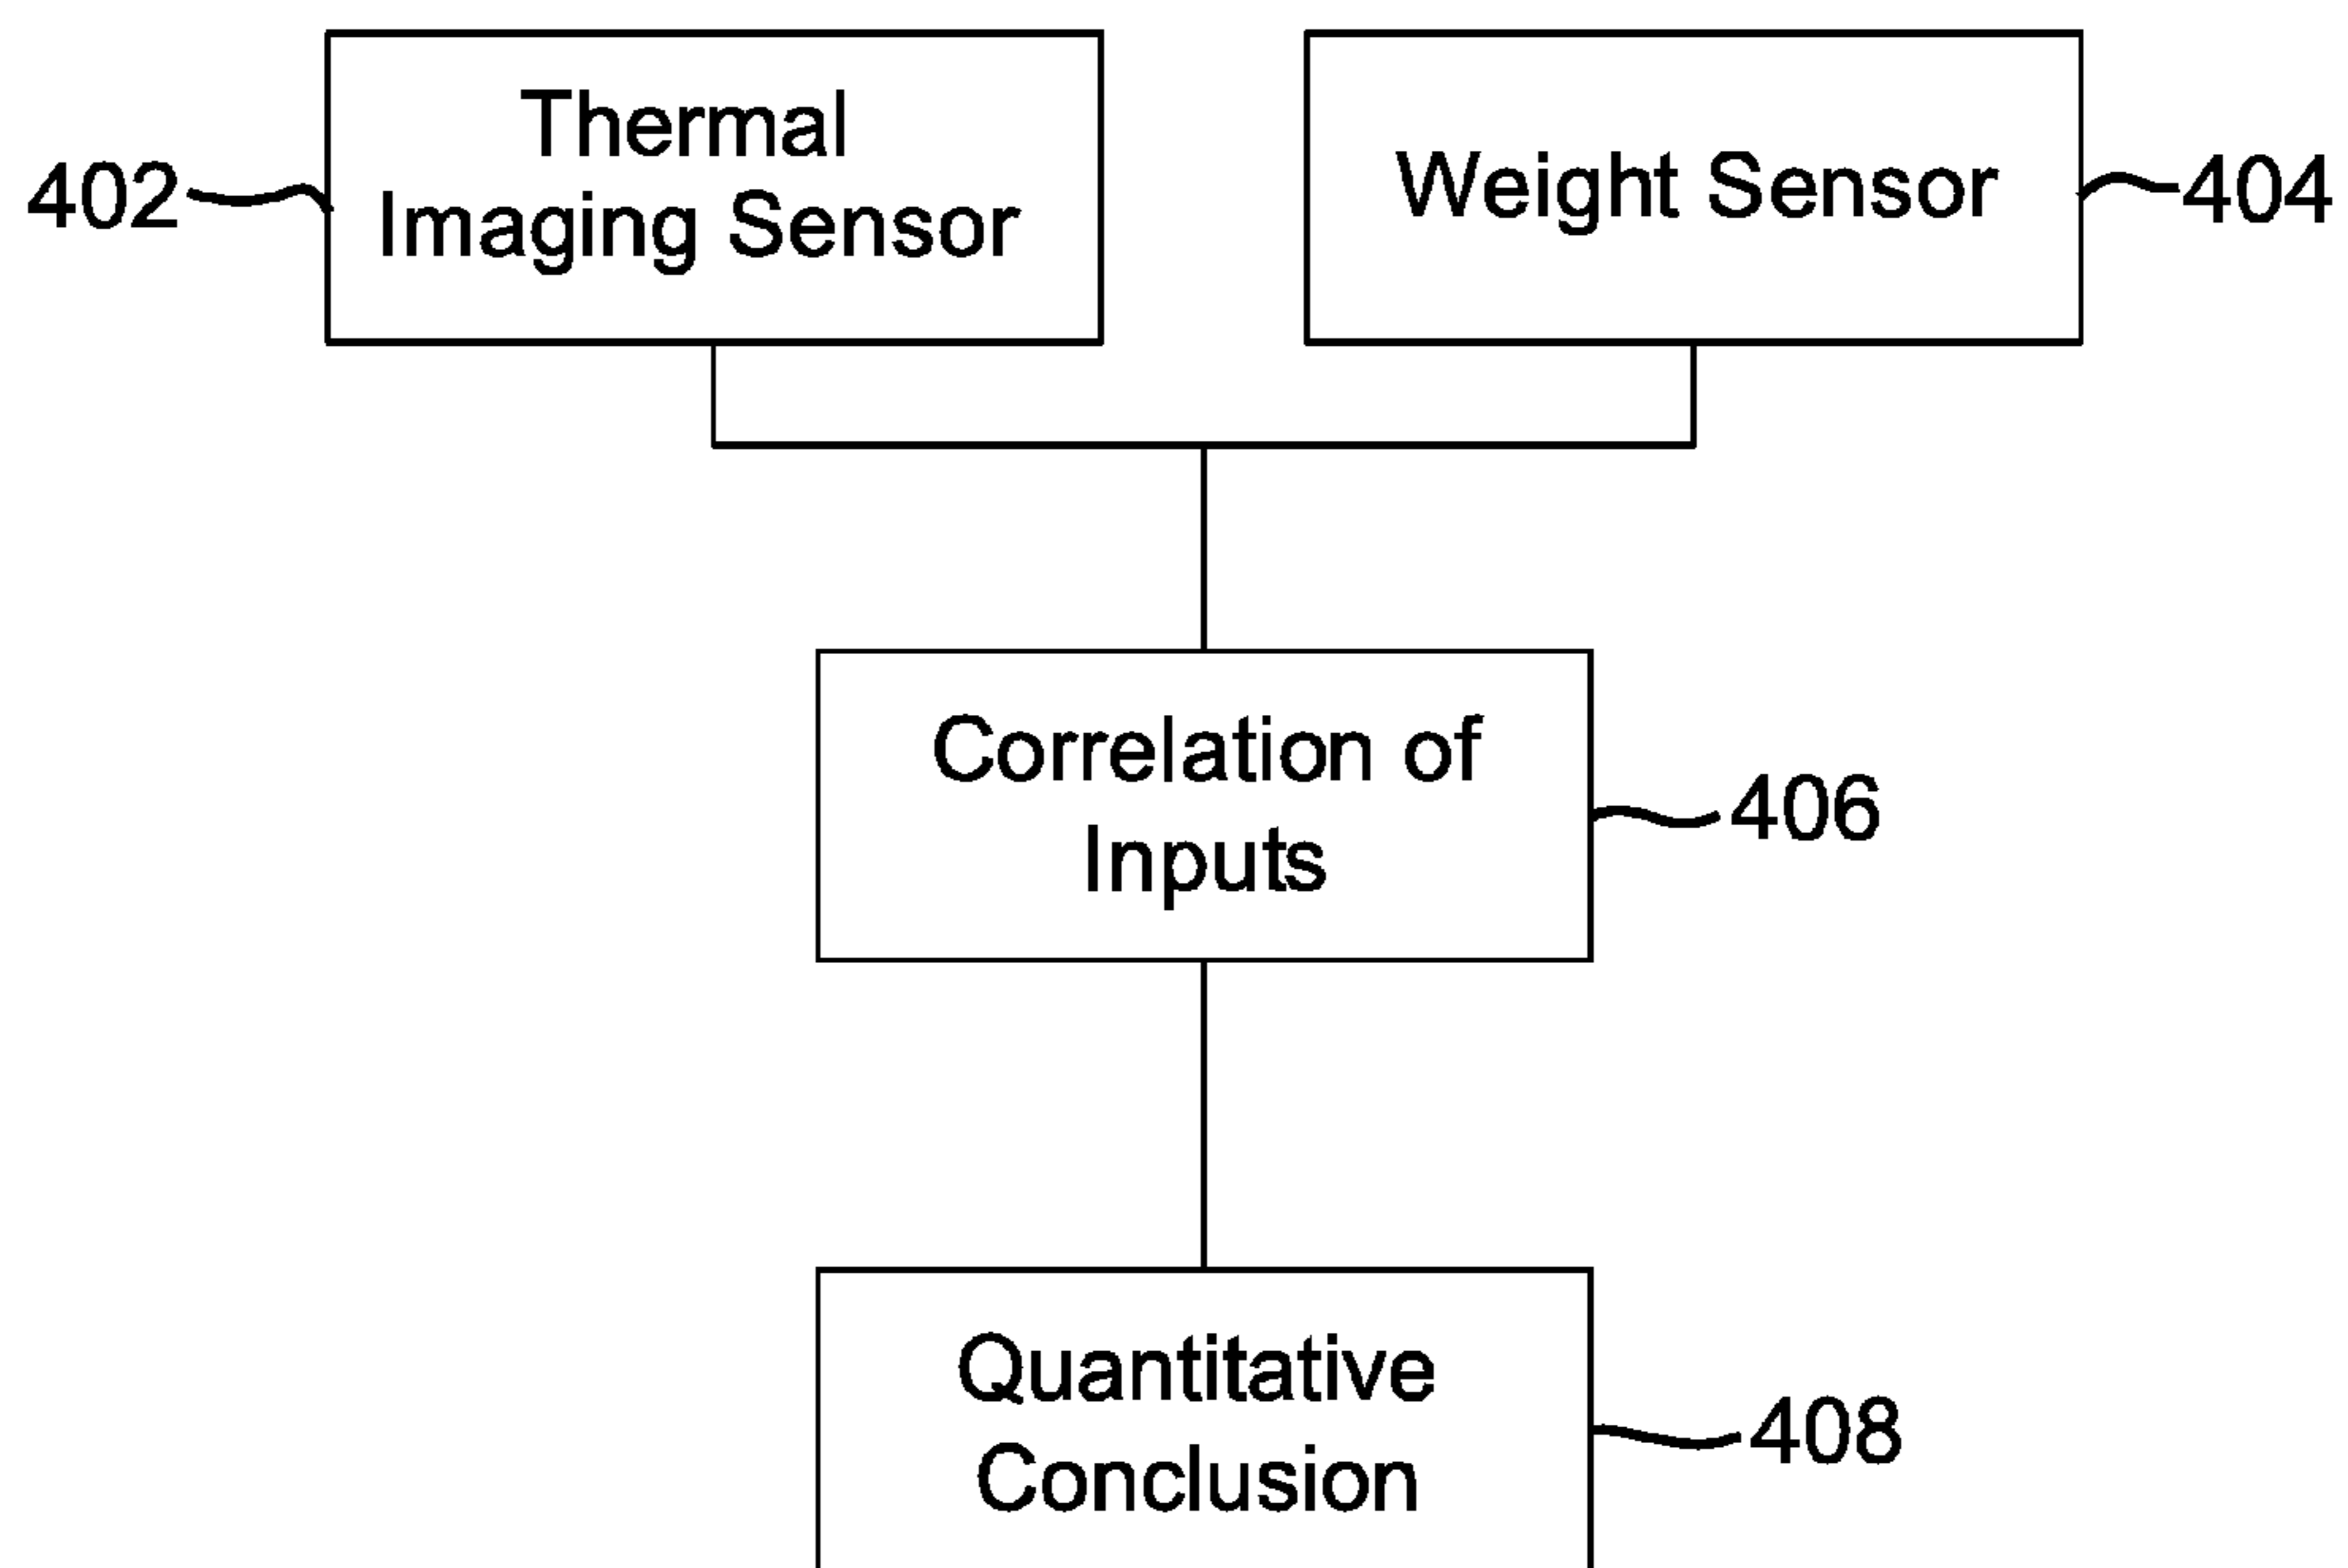 Thermal
Imaging Sensor
402
Weight Sensor
404
Correlation of
Inputs
406
Quantitative
Conclusion
408